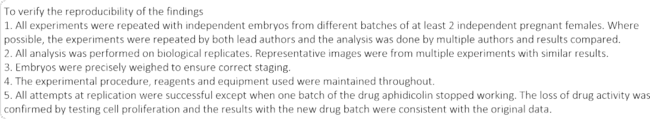 To verify the reproducibility of the findings
1. All experiments were repeated with independent embryos from different batches of at least 2 independent pregnant females. Where
possible, the experiments were repeated by both lead authors and the analysis was done by multiple authors and results compared.
2. All analysis was performed on biological replicates. Representative images were from multiple experiments with similar results.
3. Embryos were precisely weighed to ensure correct staging.
4. The experimental procedure, reagents and equipment used were maintained throughout.
5. All attempts at replication were successful except when one batch of the drug aphidicolin stopped working. The loss of drug activity was
confirmed by testing cell proliferation and the results with the new drug batch were consistent with the original data.